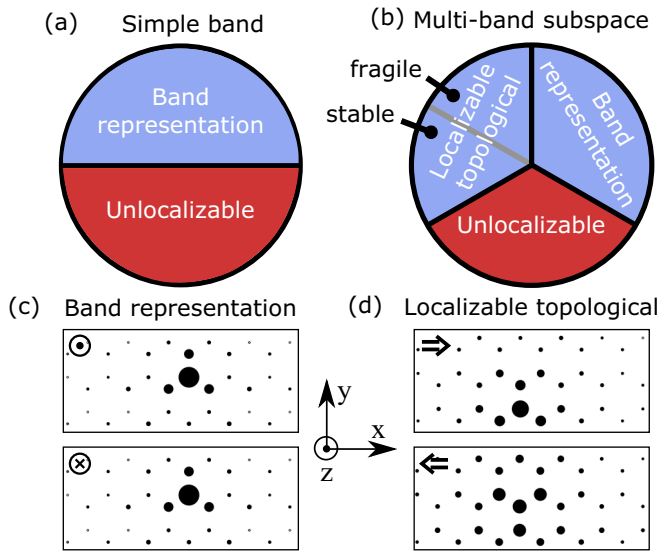 (a) Simple band
Band
representation
Unlocalizable
(b) Multi-band subspace
fragile
stable
Localizable
topological
Band
representation
Unlocalizable
(c) Band representation
(d) Localizable topological
y
x
z